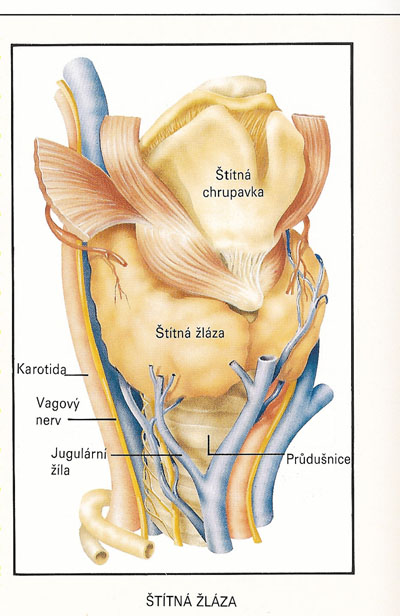 Štítná
chrupavka
Štítná žláza
Karotida
Vagový
nerv
Jugulární
žíla
Průdušnice
ŠTÍTNÁ ŽLÁZA